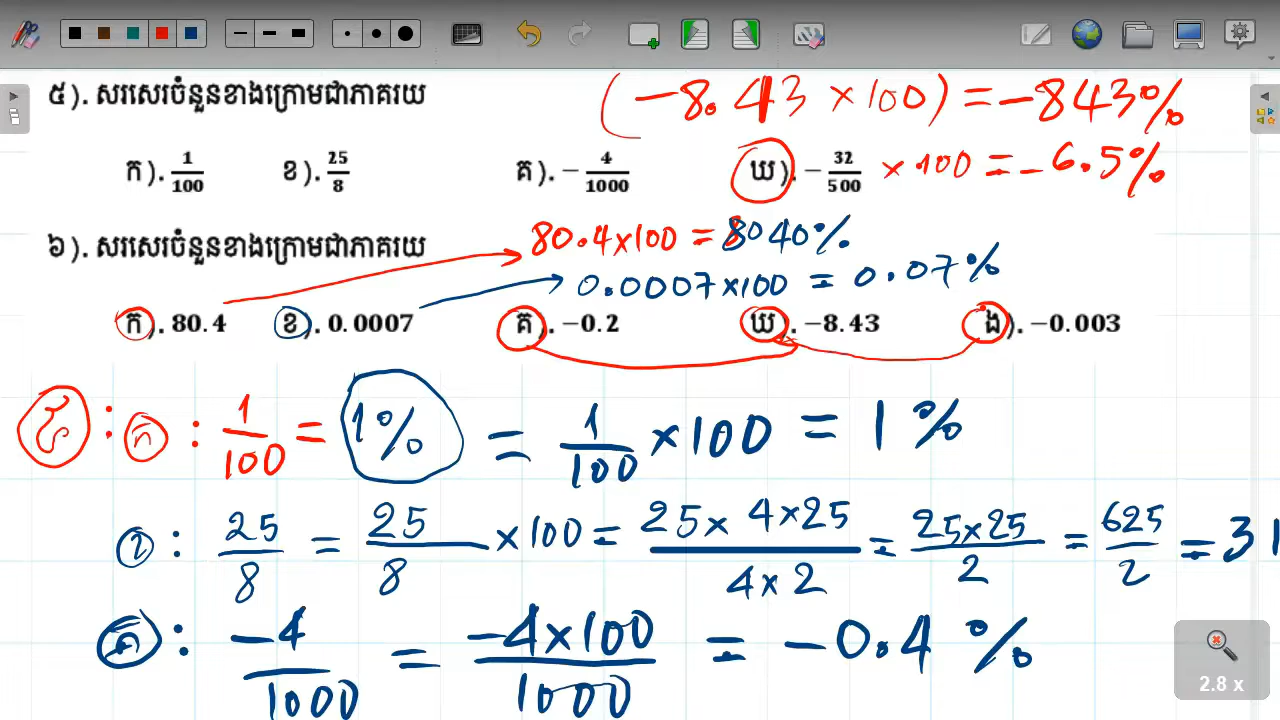 ៥). សរសេរចំនួនខាងក្រោមជាភាគរយ
(-8.43 ×100) = -843%
ក). 1/100 ខ). 25/8 គ). -4/1000 ឃ). -32/500 ×100 = -6.5%
80.4×100 = 8040%
៦). សរសេរចំនួនខាងក្រោមជាភាគរយ
0.0007×100 = 0.07%
ក). 80.4 ខ). 0.0007 គ). -0.2 ឃ). -8.43 ង). -0.003
: ក : 1/100 = 1% = 1/100 ×100 = 1%
ខ : 25/8 = 25/8 ×100 = 25× 4×25/4×2 = 25×25/2 = 625/2 = 31
គ : -4/1000 = -4×100/1000 = -0.4 %
2.8 x